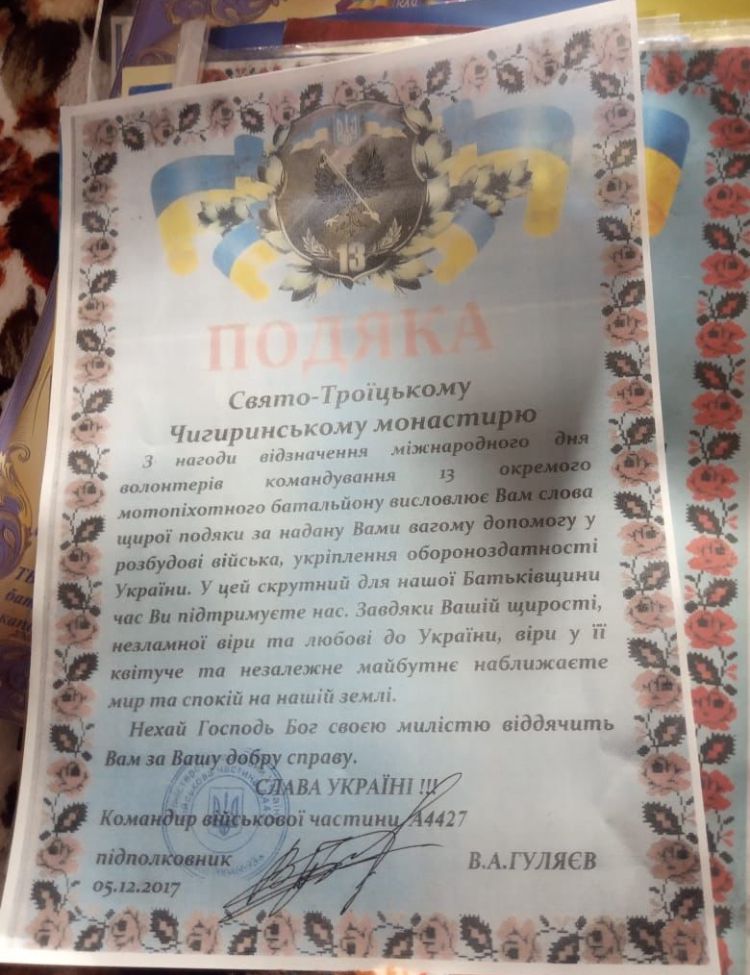 13
ПОДЯКА
Свято-Троїцькому
Чигиринському монастирю
З нагоди відзначення міжнародного дня
волонтерів командування 13 окремого
мотопіхотного батальйону висловлює Вам слова
щирої подяки за надану Вами вагому допомогу у
розбудові війська, укріплення обороноздатності
України. У цей скрутний для нашої Батьківщини
час Ви підтримуєте нас. Завдяки Вашій щирості,
незламної віри та любові до України, віри у її
квітуче та незалежне майбутнє наближаєте
мир та спокій на нашій землі.
Нехай Господь Бог своєю милістю віддячить
Вам за Вашу добру справу.
СЛАВА УКРАЇНІ !!!
Командир військової частини А4427
підполковник В.А.ГУЛЯЄВ
05.12.2017